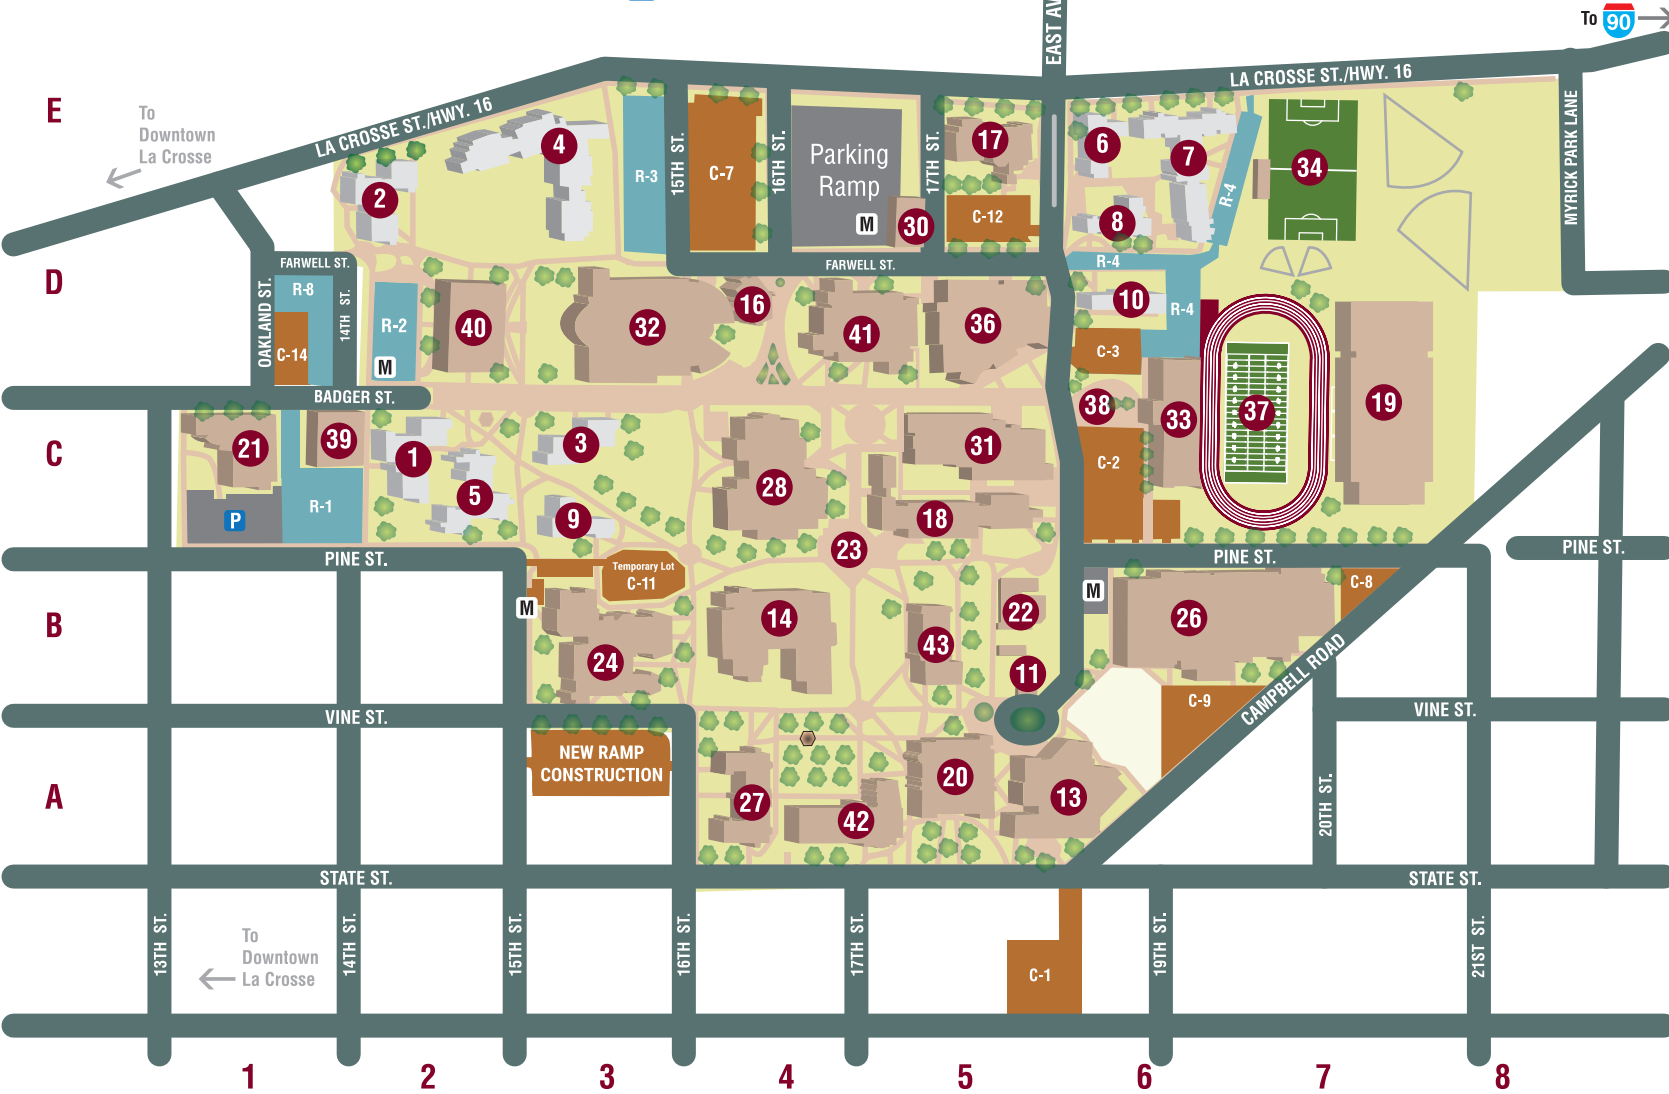 To 90
EAST AV
LA CROSSE ST./HWY. 16
E
To
Downtown
La Crosse
LA CROSSE ST./HWY. 16
4
2
R-3
15TH ST.
C-7
16TH ST.
Parking
Ramp
M
30
17TH ST.
17
C-12
6
7
8
R-4
34
MYRICK PARK LANE
D
FARWELL ST.
FARWELL ST.
R-4
OAKLAND ST.
R-8
C-14
14TH ST.
R-2
M
40
32
16
41
36
10
R-4
C-3
BADGER ST.
38
33
37
19
C
21
39
1
5
3
9
28
31
18
C-2
P
R-1
23
PINE ST.
PINE ST.
PINE ST.
Temporary Lot
C-11
M
B
24
14
43
22
11
M
26
C-8
C-9
CAMPBELL ROAD
VINE ST.
VINE ST.
NEW RAMP
CONSTRUCTION
A
27
42
20
13
20TH ST.
STATE ST.
STATE ST.
To
Downtown
La Crosse
13TH ST.
14TH ST.
15TH ST.
16TH ST.
17TH ST.
C-1
19TH ST.
21ST ST.
1
2
3
4
5
6
7
8